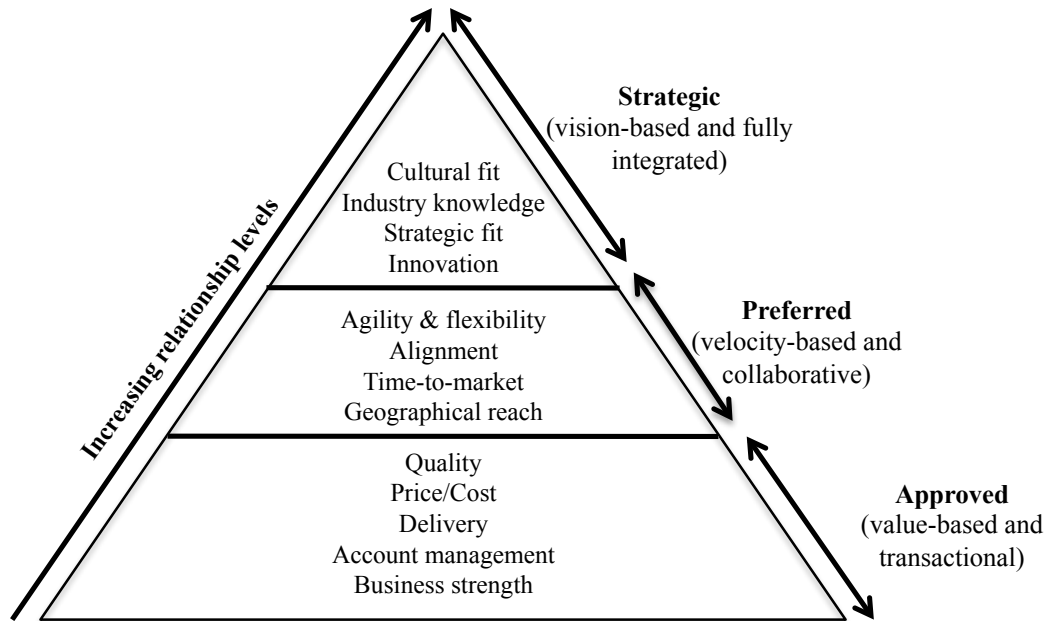 Strategic
(vision-based and fully
integrated)
Cultural fit
Industry knowledge
Strategic fit
Innovation
Increasing relationship levels
Preferred
(velocity-based and
collaborative)
Agility & flexibility
Alignment
Time-to-market
Geographical reach
Quality
Price/Cost
Delivery
Account management
Business strength
Approved
(value-based and
transactional)